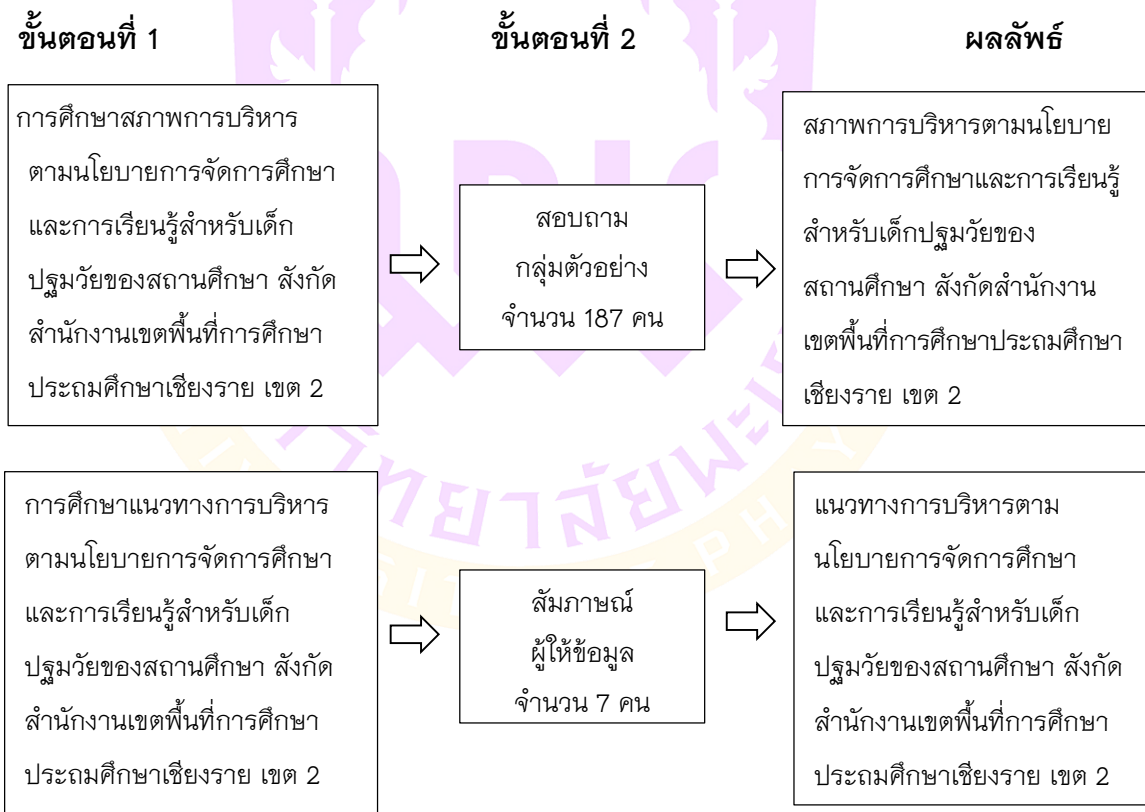 ขั้นตอนที่ 1
ขั้นตอนที่ 2
ผลลัพธ์
การศึกษาสภาพการบริหาร
ตามนโยบายการจัดการศึกษา
และการเรียนรู้สำหรับเด็ก
ปฐมวัยของสถานศึกษา สังกัด
สำนักงานเขตพื้นที่การศึกษา
ประถมศึกษาเชียงราย เขต 2
สอบถาม
กลุ่มตัวอย่าง
จำนวน 187 คน
สภาพการบริหารตามนโยบาย
การจัดการศึกษาและการเรียนรู้
สำหรับเด็กปฐมวัยของ
สถานศึกษา สังกัดสำนักงาน
เขตพื้นที่การศึกษาประถมศึกษา
เชียงราย เขต 2
การศึกษาแนวทางการบริหาร
ตามนโยบายการจัดการศึกษา
และการเรียนรู้สำหรับเด็ก
ปฐมวัยของสถานศึกษา สังกัด
สำนักงานเขตพื้นที่การศึกษา
ประถมศึกษาเชียงราย เขต 2
สัมภาษณ์
ผู้ให้ข้อมูล
จำนวน 7 คน
แนวทางการบริหารตาม
นโยบายการจัดการศึกษา
และการเรียนรู้สำหรับเด็ก
ปฐมวัยของสถานศึกษา สังกัด
สำนักงานเขตพื้นที่การศึกษา
ประถมศึกษาเชียงราย เขต 2